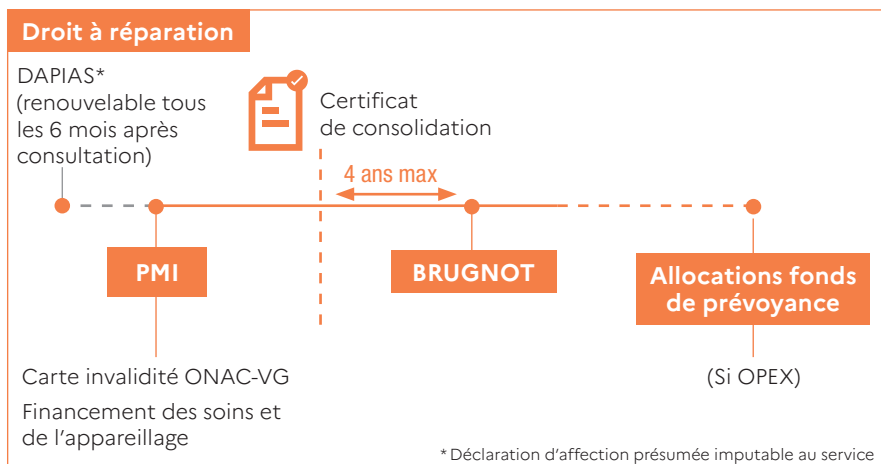 Droit à réparation
DAPIAS*
(renouvelable tous
les 6 mois après
consultation)
Certificat
de consolidation
4 ans max
PMI
BRUGNOT
Allocations fonds
de prévoyance
Carte invalidité ONAC-VG
Financement des soins et
de l’appareillage
(Si OPEX)
* Déclaration d’affection présumée imputable au service